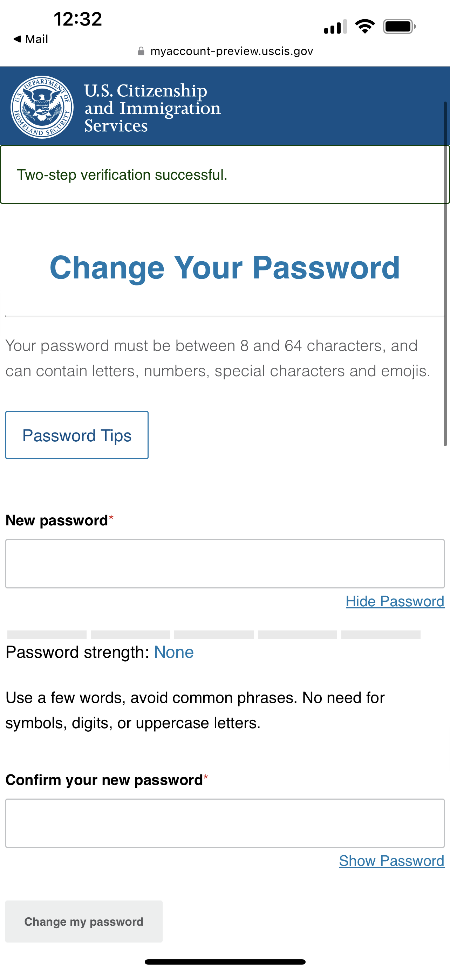 12:32
◀ Mail
myaccount-preview.uscis.gov
U.S. Citizenship
and Immigration
Services
Two-step verification successful.
Change Your Password
Your password must be between 8 and 64 characters, and
can contain letters, numbers, special characters and emojis.
Password Tips
New password*
Hide Password
Password strength: None
Use a few words, avoid common phrases. No need for
symbols, digits, or uppercase letters.
Confirm your new password*
Show Password
Change my password